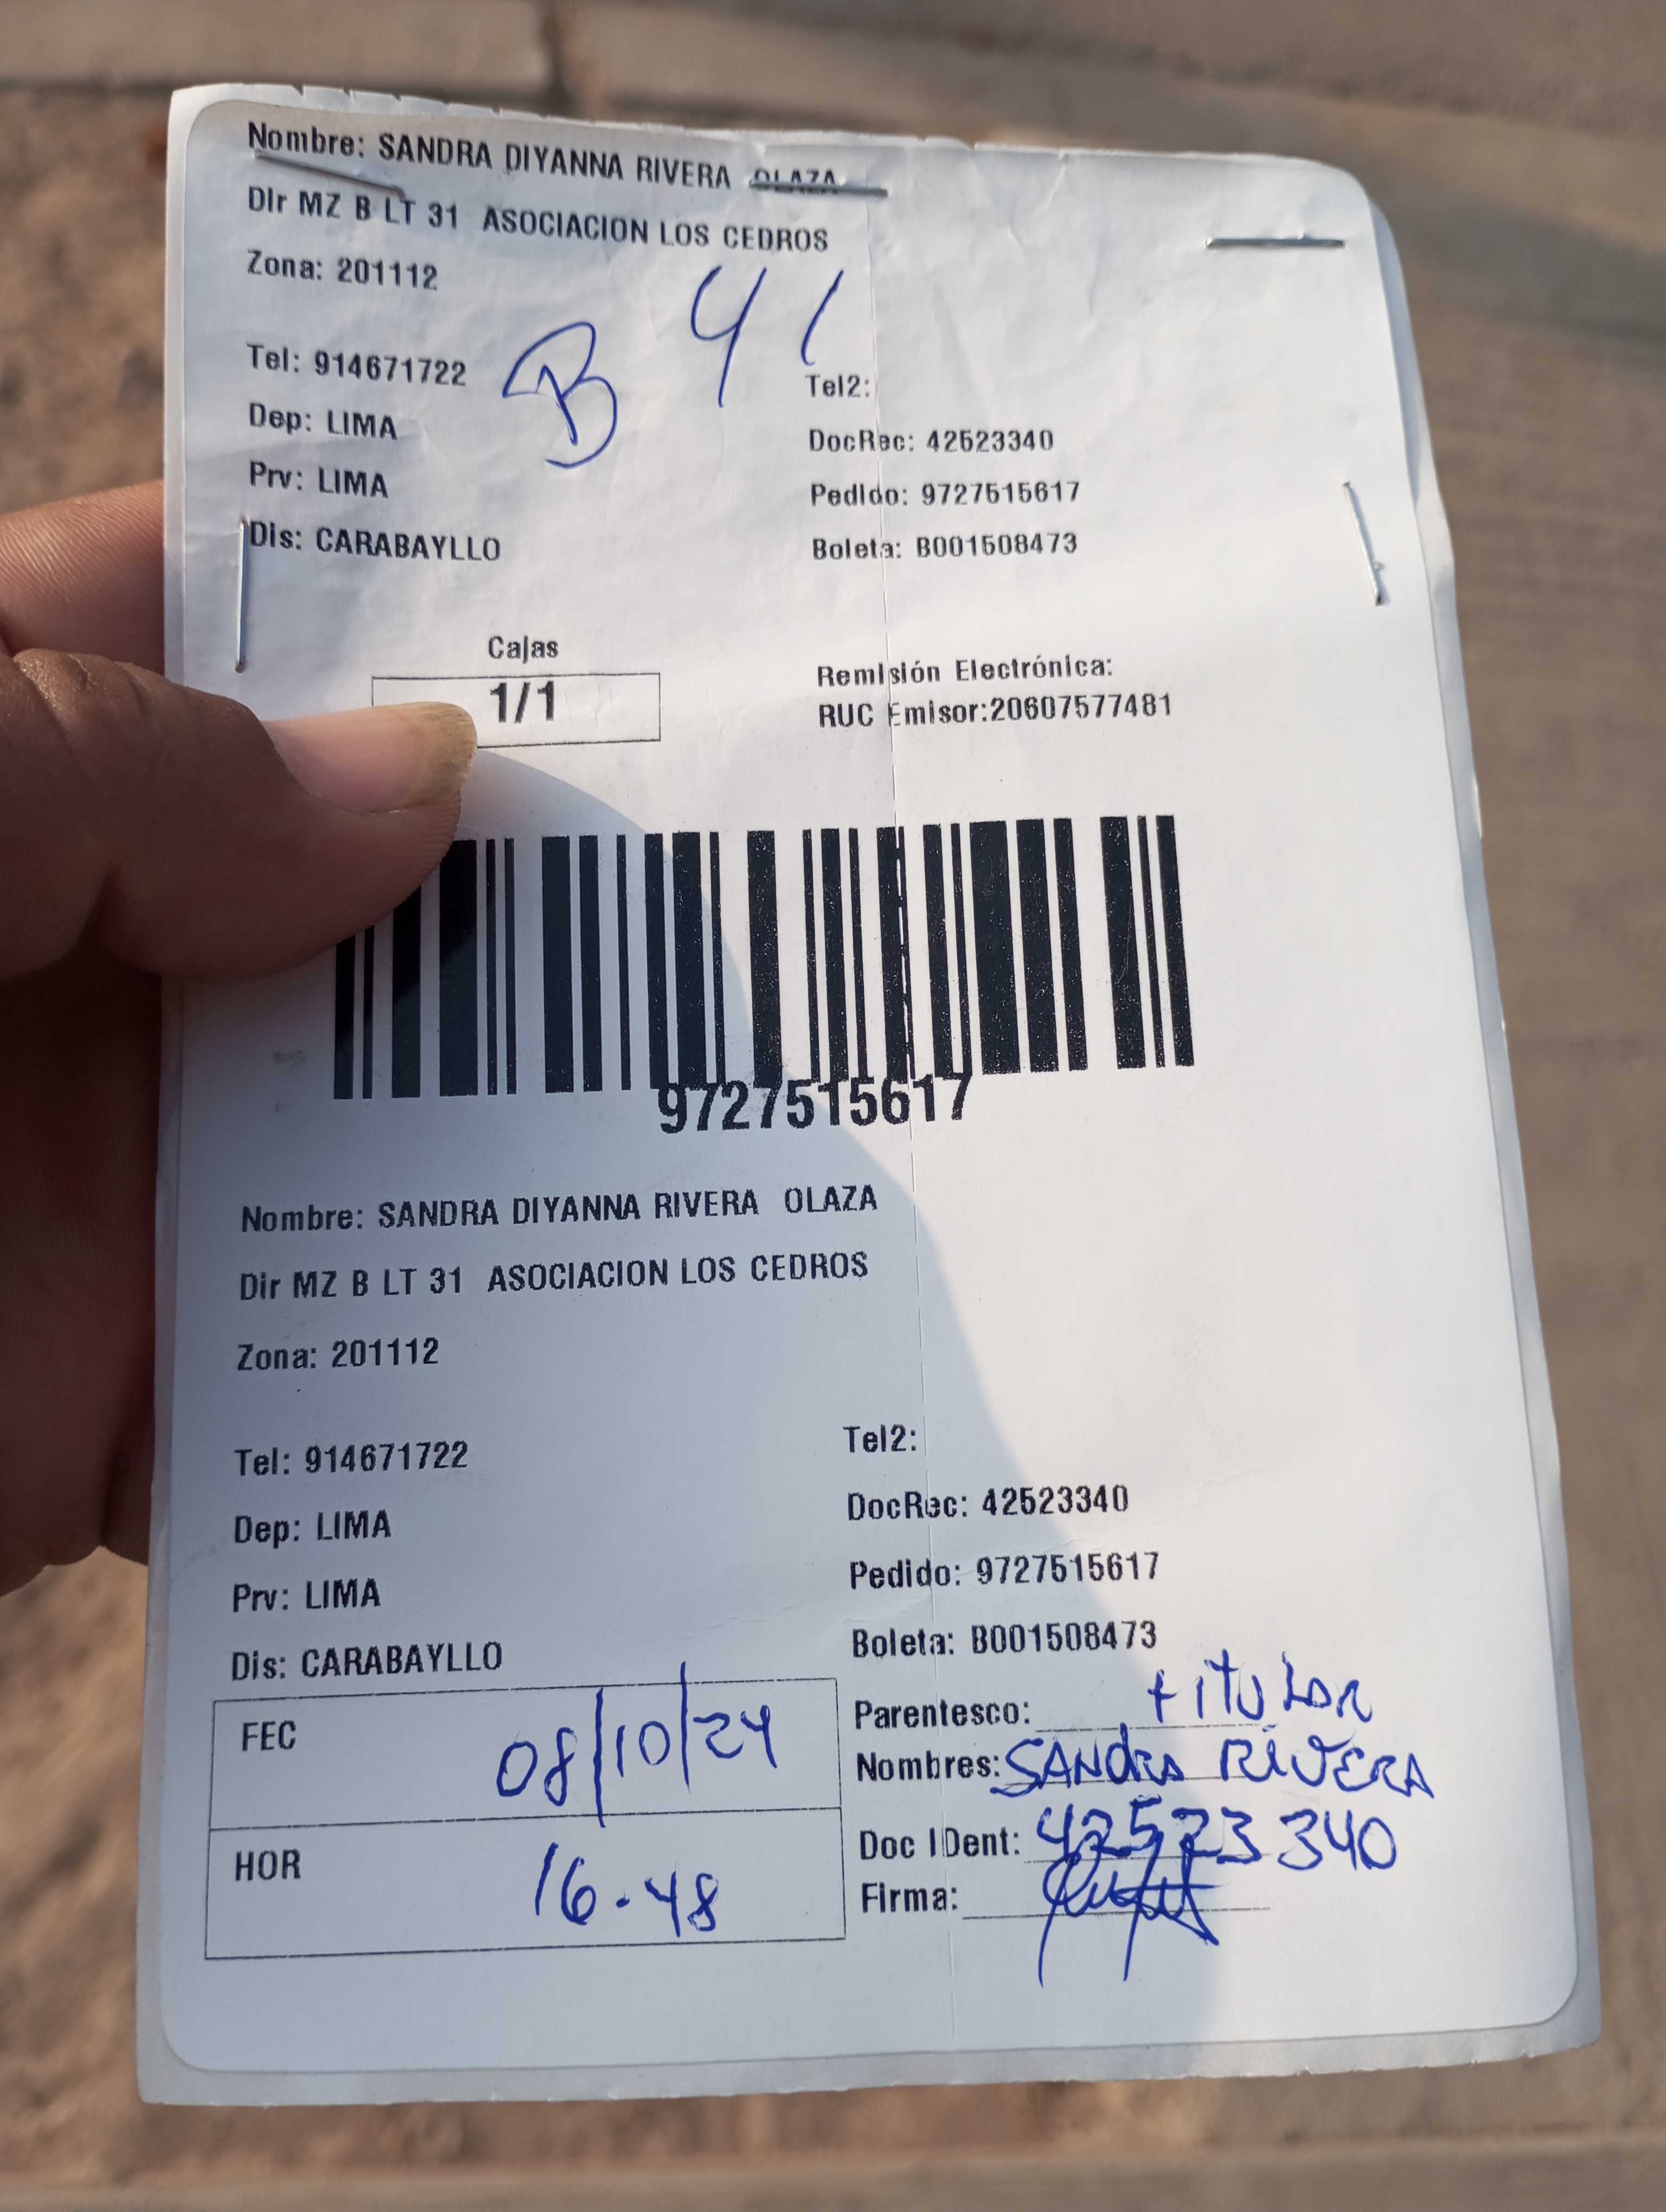 Nombre: SANDRA DIYANNA RIVERA OLAZA
Dir MZ B LT 31 ASOCIACION LOS CEDROS
Zona: 201112
B 41
Tel: 914671722
Tel2:
Dep: LIMA
DocRec: 42523340
Prv: LIMA
Pedido: 9727515617
Dis: CARABAYLLO
Boleta: B001508473
Cajas
1/1
Remisión Electrónica:
RUC Emisor:20607577481
9727515617
Nombre: SANDRA DIYANNA RIVERA OLAZA
Dir MZ B LT 31 ASOCIACION LOS CEDROS
Zona: 201112
Tel: 914671722
Tel2:
Dep: LIMA
DocRec: 42523340
Prv: LIMA
Pedido: 9727515617
Dis: CARABAYLLO
Boleta: B001508473
FEC 08/10/24
Parentesco: titular
Nombres: SANdRA RiVERA
HOR 16-48
Doc IDent: 42523340
Firma: